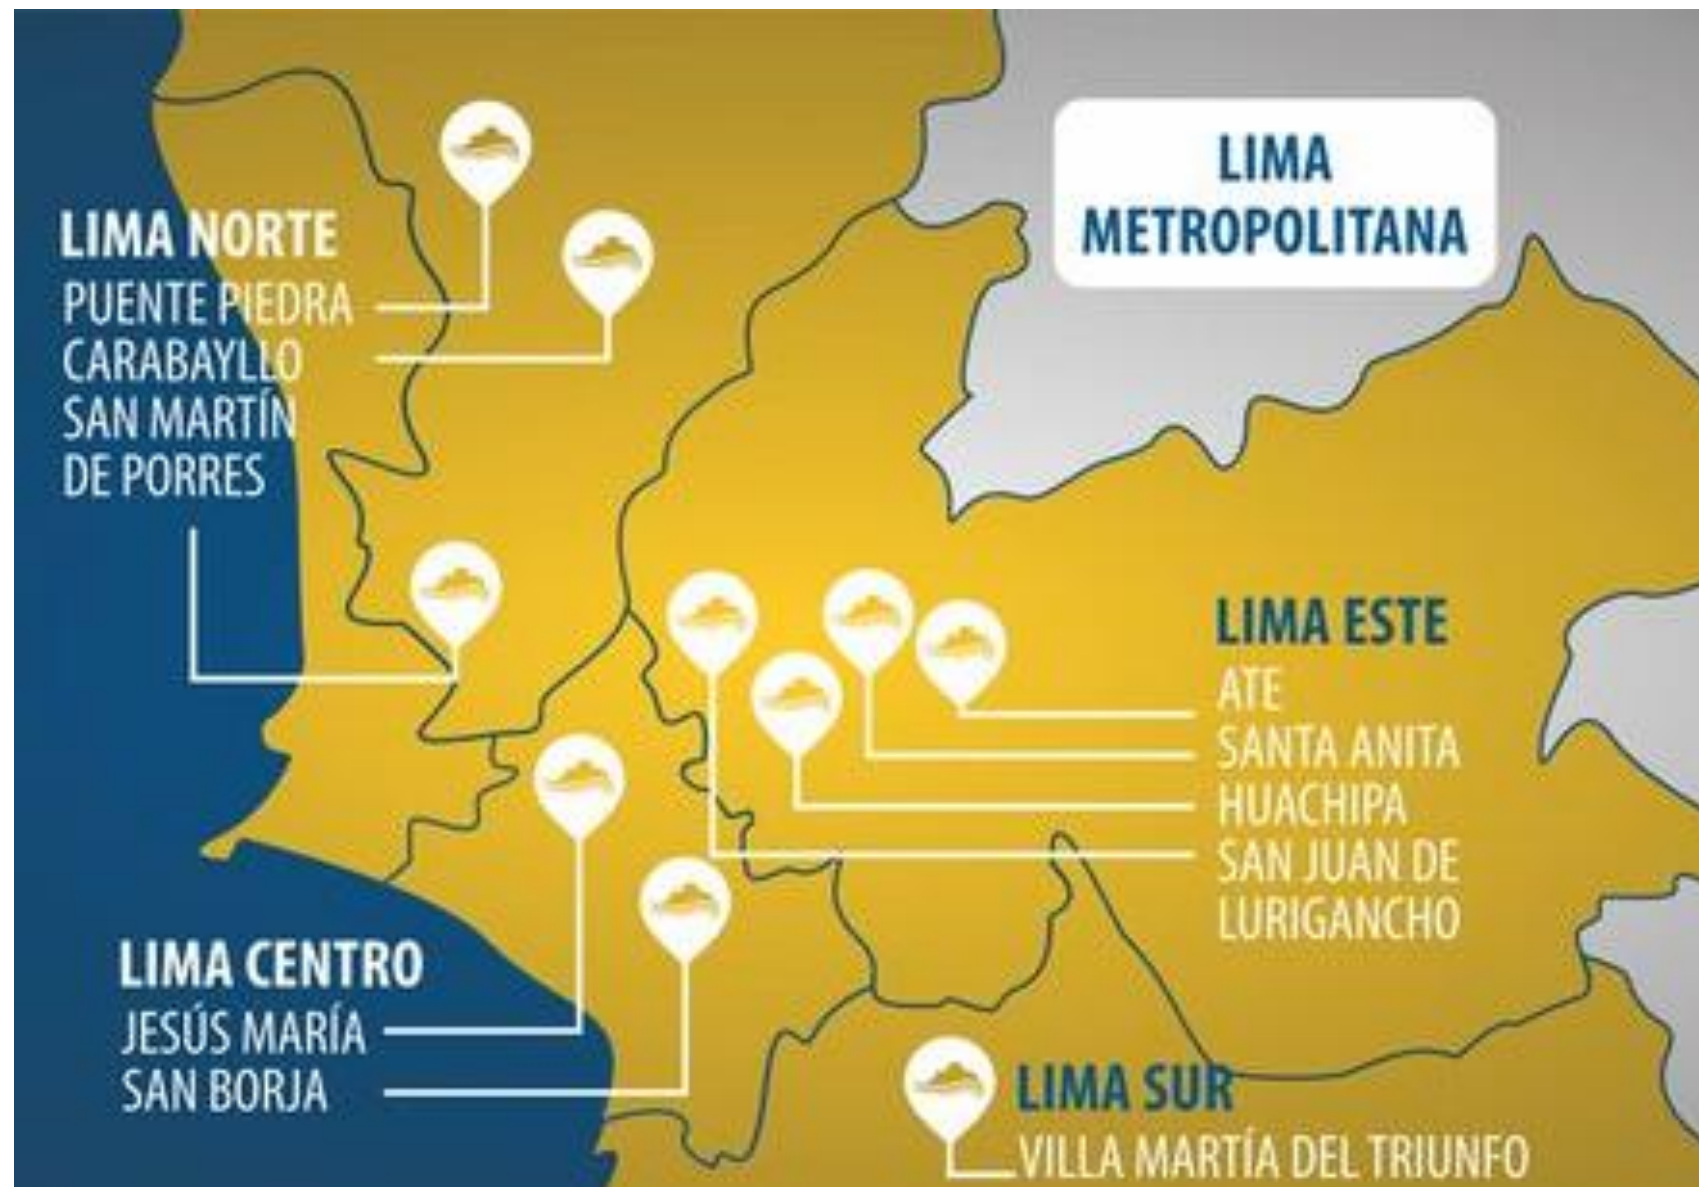 LIMA
METROPOLITANA
LIMA NORTE
PUENTE PIEDRA
CARABAYLLO
SAN MARTÍN
DE PORRES
LIMA ESTE
ATE
SANTA ANITA
HUACHIPA
SAN JUAN DE
LURIGANCHO
LIMA CENTRO
JESÚS MARÍA
SAN BORJA
LIMA SUR
VILLA MARTÍA DEL TRIUNFO